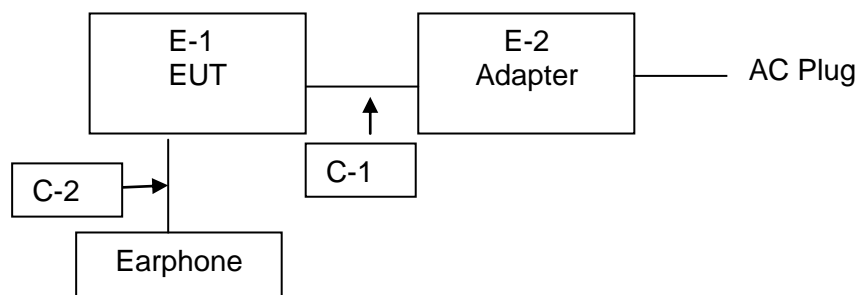 E-1
EUT
E-2
Adapter
AC Plug
C-1
C-2
Earphone